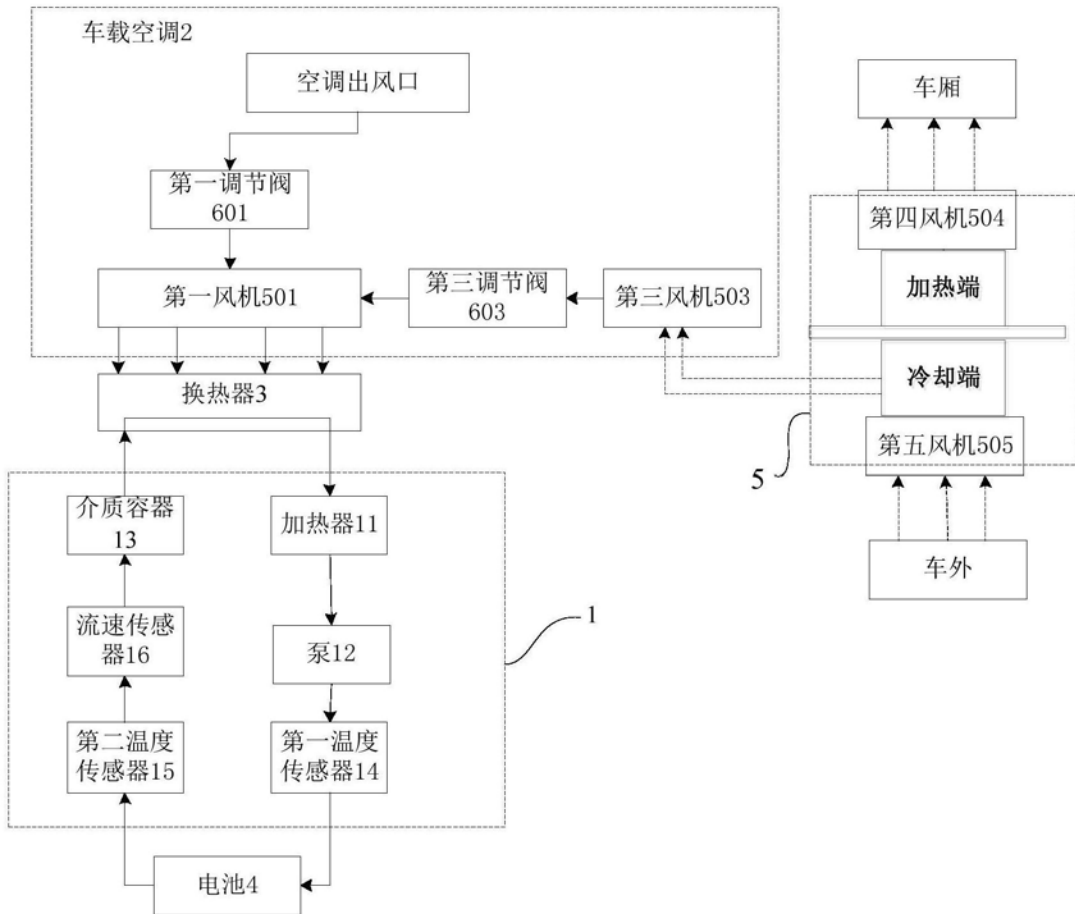 车载空调2
空调出风口
车厢
第一调节阀
601
第四风机504
第一风机501
第三调节阀
603
第三风机503
加热端
换热器3
冷却端
第五风机505
5
介质容器
13
加热器11
车外
流速传感
器16
泵12
1
第二温度
传感器15
第一温度
传感器14
电池4